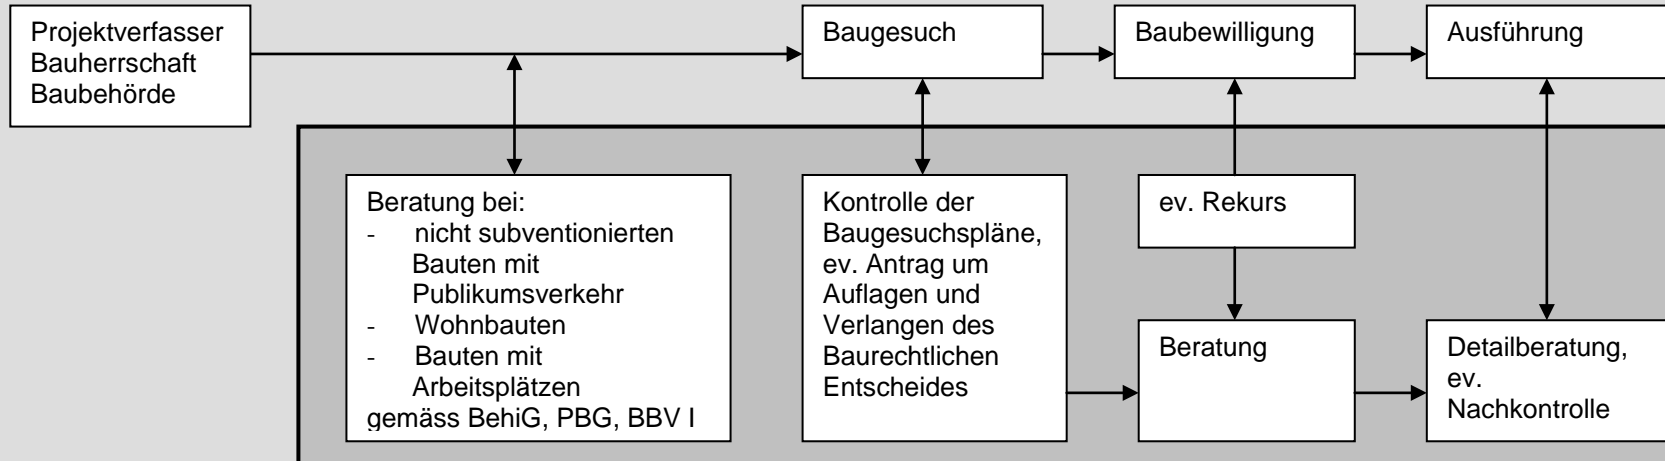 Projektverfasser
Bauherrschaft
Baubehörde
Baugesuch
Baubewilligung
Ausführung
Beratung bei:
- nicht subventionierten
Bauten mit
Publikumsverkehr
- Wohnbauten
- Bauten mit
Arbeitsplätzen
gemäss BehiG, PBG, BBV I
Kontrolle der
Baugesuchspläne,
ev. Antrag um
Auflagen und
Verlangen des
Baurechtlichen
Entscheides
ev. Rekurs
Beratung
Detailberatung,
ev.
Nachkontrolle